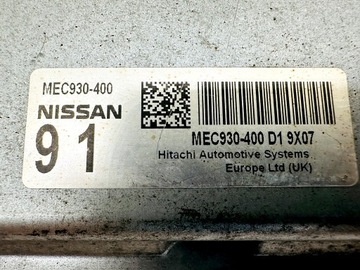 MEC930-400
NISSAN
91
MEC930-400 D1 9X07
Hitachi Automotive Systems
Europe Ltd (UK)